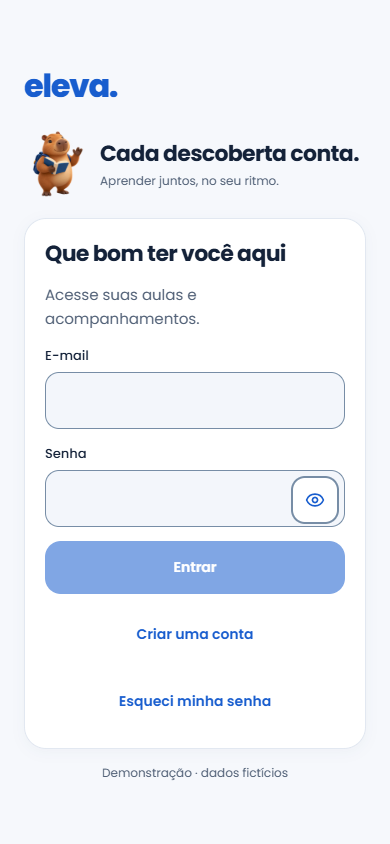 eleva.
Cada descoberta conta.
Aprender juntos, no seu ritmo.
Que bom ter você aqui
Acesse suas aulas e
acompanhamentos.
E-mail
Senha
Entrar
Criar uma conta
Esqueci minha senha
Demonstração · dados fictícios